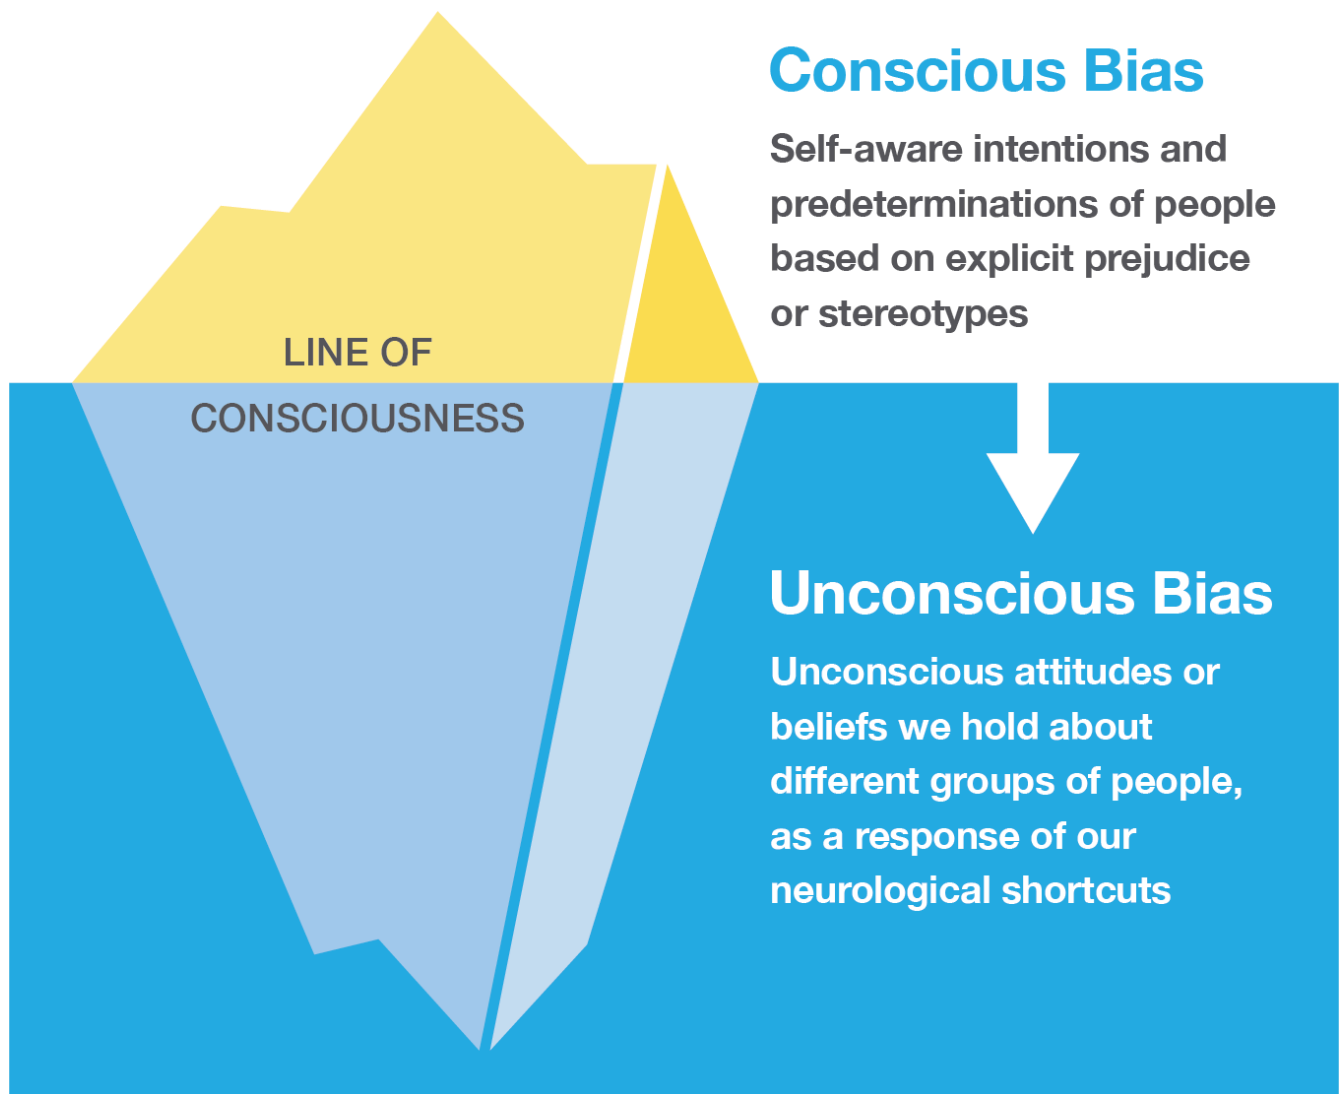 Conscious Bias
Self-aware intentions and
predeterminations of people
based on explicit prejudice
or stereotypes
LINE OF
CONSCIOUSNESS
Unconscious Bias
Unconscious attitudes or
beliefs we hold about
different groups of people,
as a response of our
neurological shortcuts